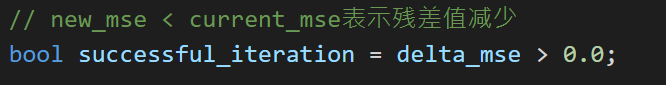 // new_mse < current_mse表示残差值减少
bool successful_iteration = delta_mse > 0.0;